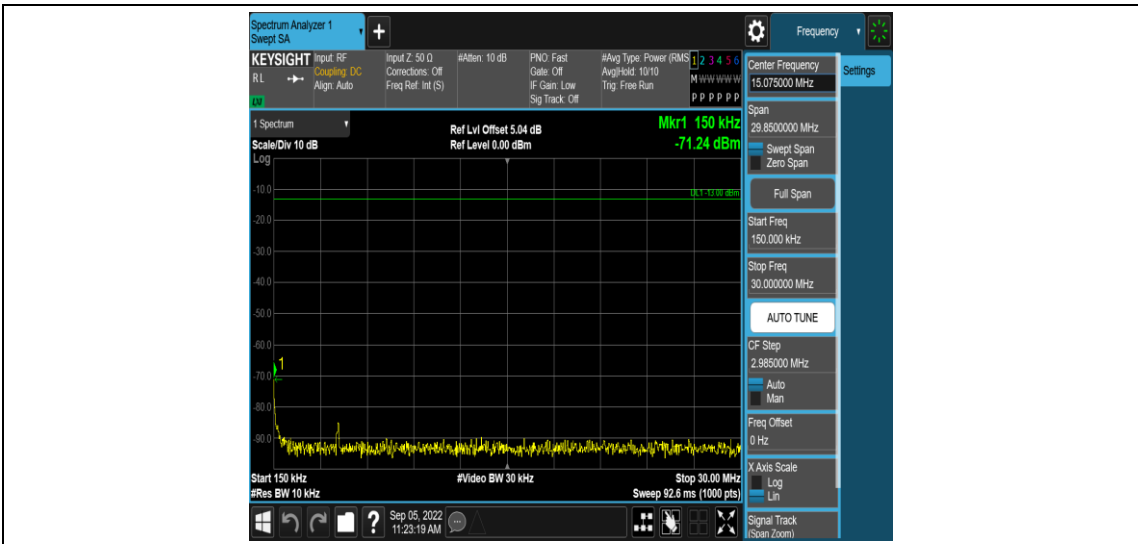 Spectrum Analyzer 1
Swept SA
+
Frequency
KEYSIGHT
RL
LXI
Input: RF
Coupling: DC
Align: Auto
Input Z: 50 Ω
Corrections: Off
Freq Ref: Int (S)
#Atten: 10 dB
PNO: Fast
Gate: Off
IF Gain: Low
Sig Track: Off
#Avg Type: Power (RMS
Avg|Hold: 10/10
Trig: Free Run
1 2 3 4 5 6
M W W W W W
P P P P P P
1 Spectrum
Scale/Div 10 dB
Log
Ref Lvl Offset 5.04 dB
Ref Level 0.00 dBm
Mkr1 150 kHz
-71.24 dBm
DL1 -13.00 dBm
-10.0
-20.0
-30.0
-40.0
-50.0
-60.0
-70.0
-80.0
-90.0
1
Start 150 kHz
#Video BW 30 kHz
Stop 30.00 MHz
#Res BW 10 kHz
Sweep 92.6 ms (1000 pts)
?
Sep 05, 2022
11:23:19 AM
Center Frequency
15.075000 MHz
Settings
Span
29.8500000 MHz
Swept Span
Zero Span
Full Span
Start Freq
150.000 kHz
Stop Freq
30.000000 MHz
AUTO TUNE
CF Step
2.985000 MHz
Auto
Man
Freq Offset
0 Hz
X Axis Scale
Log
Lin
Signal Track
(Span Zoom)